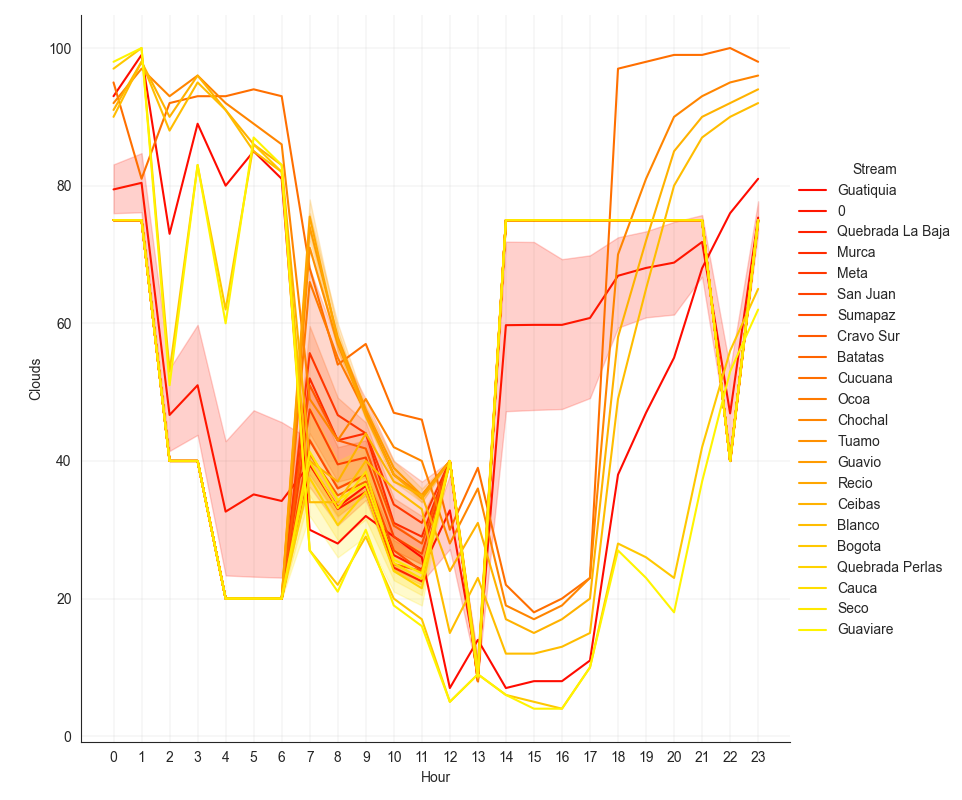 100
80
60
40
20
0
Clouds
0 1 2 3 4 5 6 7 8 9 10 11 12 13 14 15 16 17 18 19 20 21 22 23
Hour
Stream
Guatiquia
0
Quebrada La Baja
Murca
Meta
San Juan
Sumapaz
Cravo Sur
Batatas
Cucuana
Ocoa
Chochal
Tuamo
Guavio
Recio
Ceibas
Blanco
Bogota
Quebrada Perlas
Cauca
Seco
Guaviare